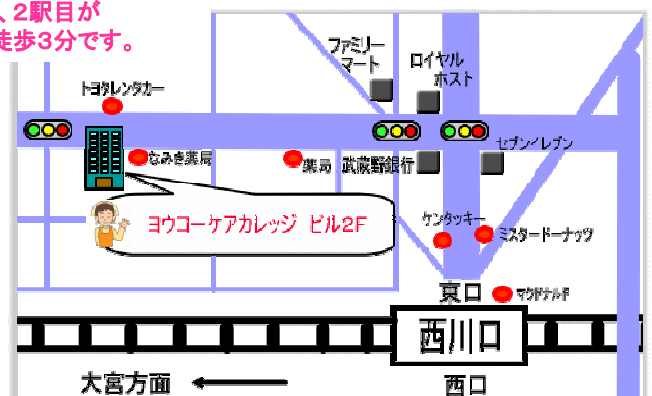 、2駅目が
徒歩3分です。
ファミリー
マート
ロイヤル
ホスト
トヨタレンタカー
セブンイレブン
なみき薬局
薬局
武蔵野銀行
ヨウコーケアカレッジ ビル2F
ケンタッキー
ミスタードーナッツ
東口
マクドナルド
西川口
大宮方面
西口